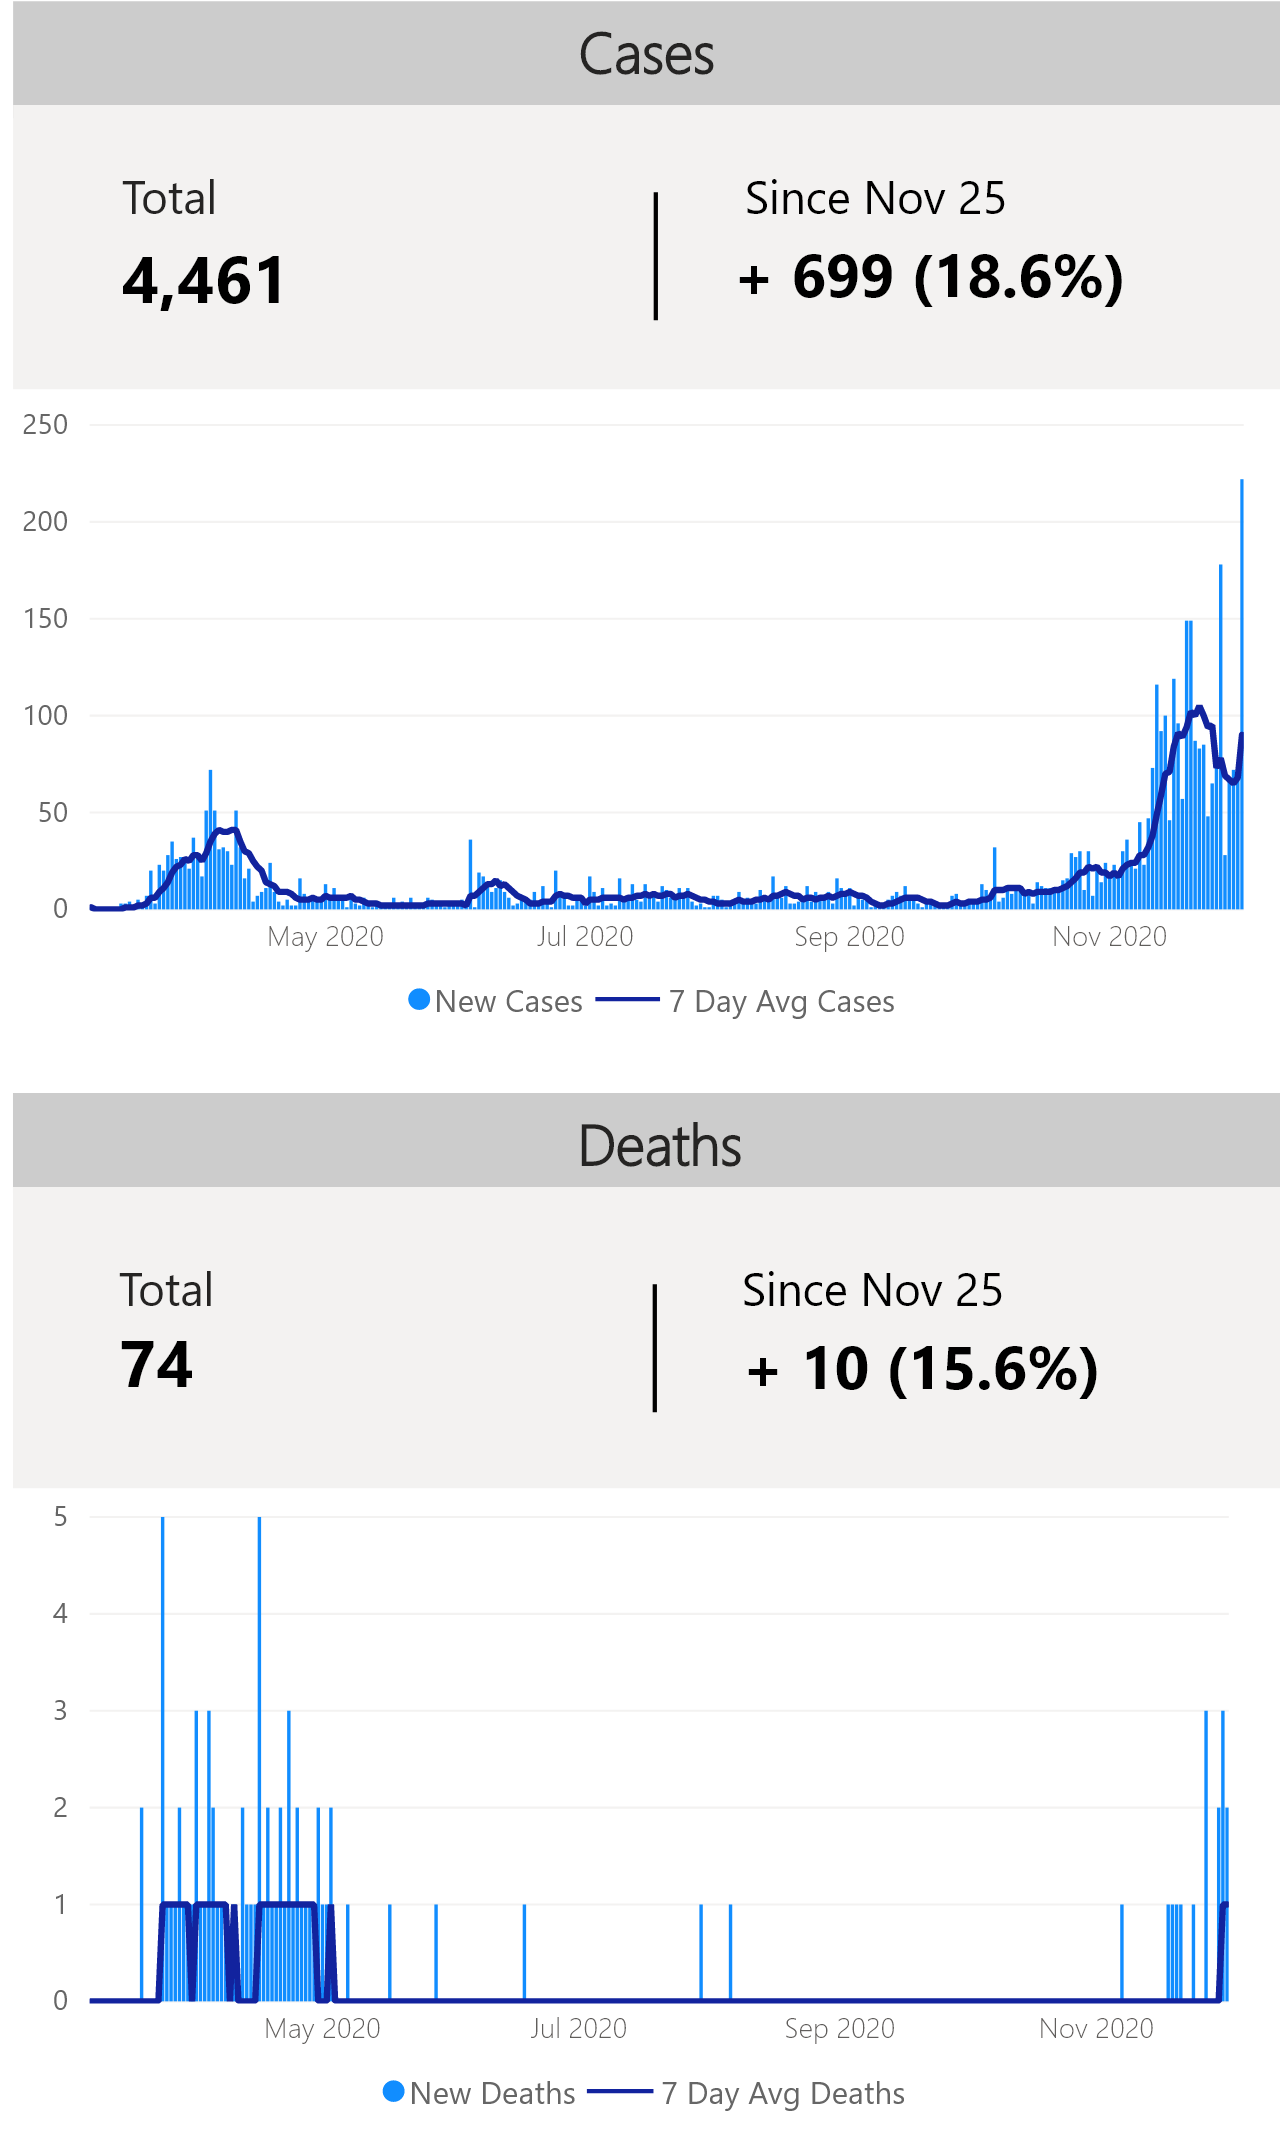 Cases
Total
Since Nov 25
4,461
+ 699 (18.6%)
250
200
150
100
50
0
May 2020 Jul 2020 Sep 2020 Nov 2020
New Cases 7 Day Avg Cases
Deaths
Total
Since Nov 25
74
+ 10 (15.6%)
5
4
3
2
1
0
May 2020 Jul 2020 Sep 2020 Nov 2020
New Deaths 7 Day Avg Deaths